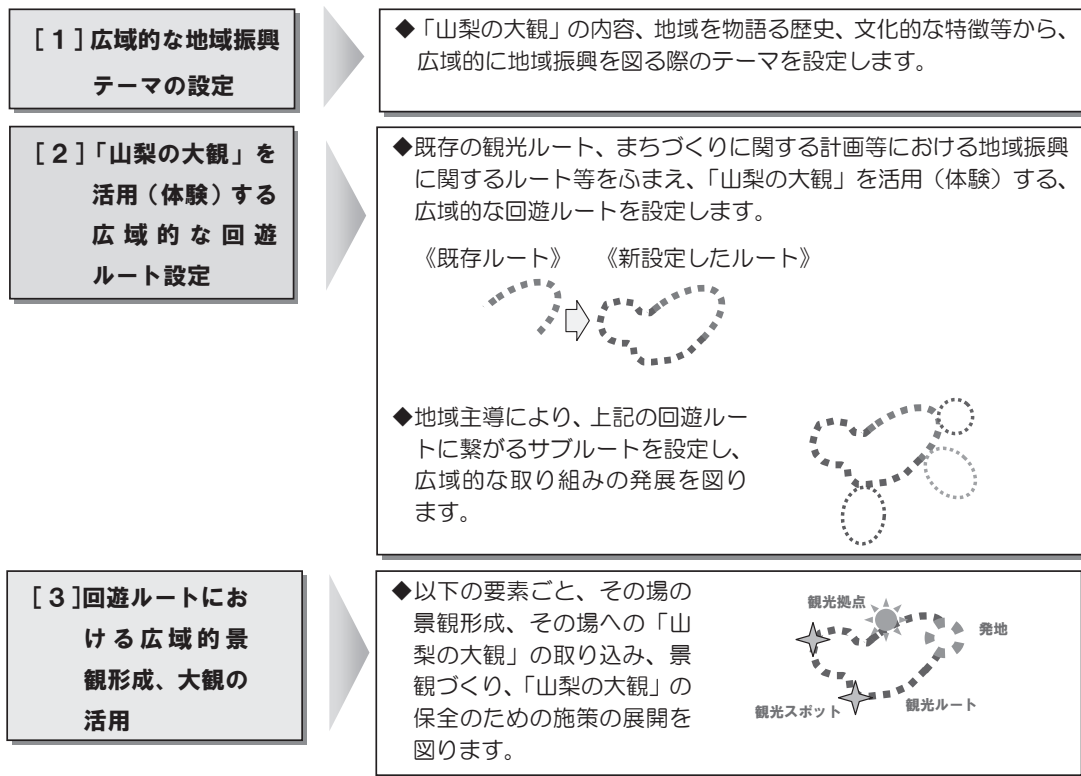 [1]広域的な地域振興
テーマの設定
◆「山梨の大観」の内容、地域を物語る歴史、文化的な特徴等から、
広域的に地域振興を図る際のテーマを設定します。
[2]「山梨の大観」を
活用（体験）する
広域的な回遊
ルート設定
◆既存の観光ルート、まちづくりに関する計画等における地域振興
に関するルート等をふまえ、「山梨の大観」を活用（体験）する、
広域的な回遊ルートを設定します。
《既存ルート》 《新設定したルート》
◆地域主導により、上記の回遊ルー
トに繋がるサブルートを設定し、
広域的な取り組みの発展を図り
ます。
[3]回遊ルートにお
ける広域的景
観形成、大観の
活用
◆以下の要素ごと、その場の
景観形成、その場への「山
梨の大観」の取り込み、景
観づくり、「山梨の大観」の
保全のための施策の展開を
図ります。
観光拠点
発地
観光スポット
観光ルート